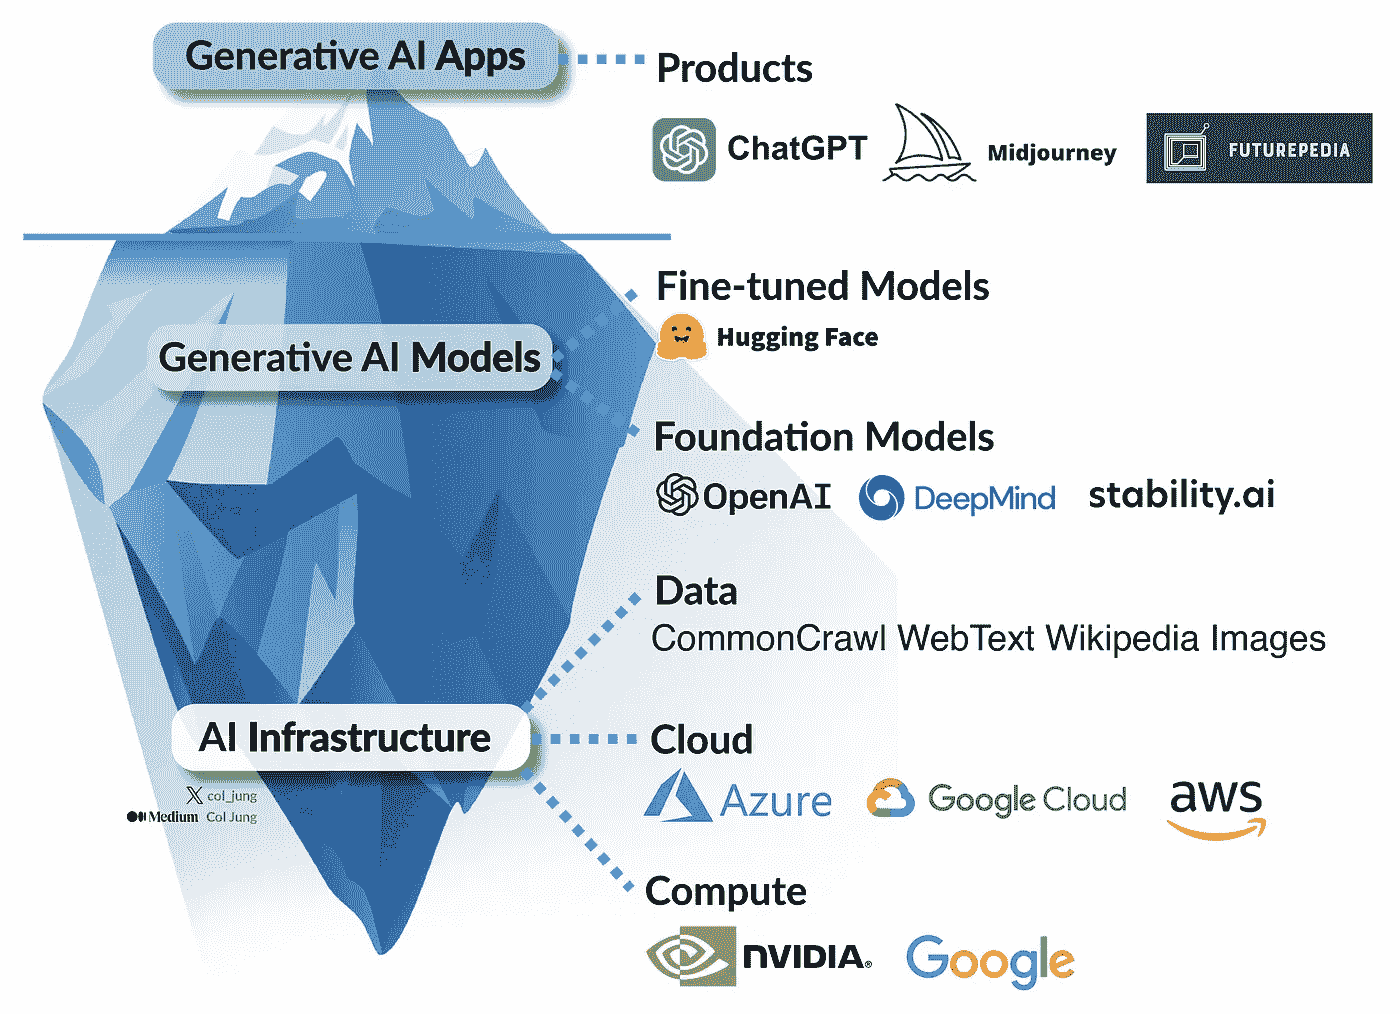 Generative AI Apps
Products
ChatGPT
Midjourney
FUTUREPEDIA
Fine-tuned Models
Hugging Face
Generative AI Models
Foundation Models
OpenAI
DeepMind
stability.ai
Data
CommonCrawl WebText Wikipedia Images
AI Infrastructure
Cloud
Azure
Google Cloud
aws
X col_jung
Medium Col Jung
Compute
NVIDIA®
Google